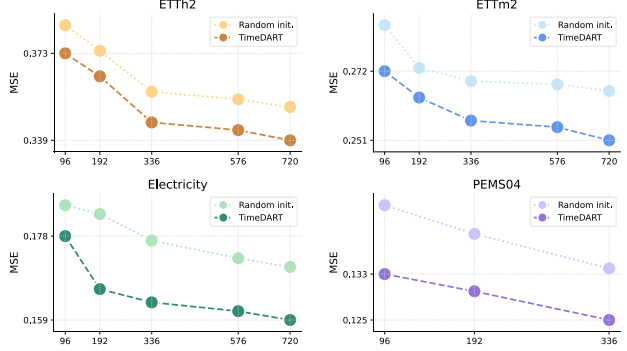 ETTh2
MSE
0.373
0.339
Random init.
TimeDART
96 192 336 576 720
ETTm2
MSE
0.272
0.251
Random init.
TimeDART
96 192 336 576 720
Electricity
MSE
0.178
0.159
Random init.
TimeDART
96 192 336 576 720
PEMS04
MSE
0.133
0.125
Random init.
TimeDART
96 192 336